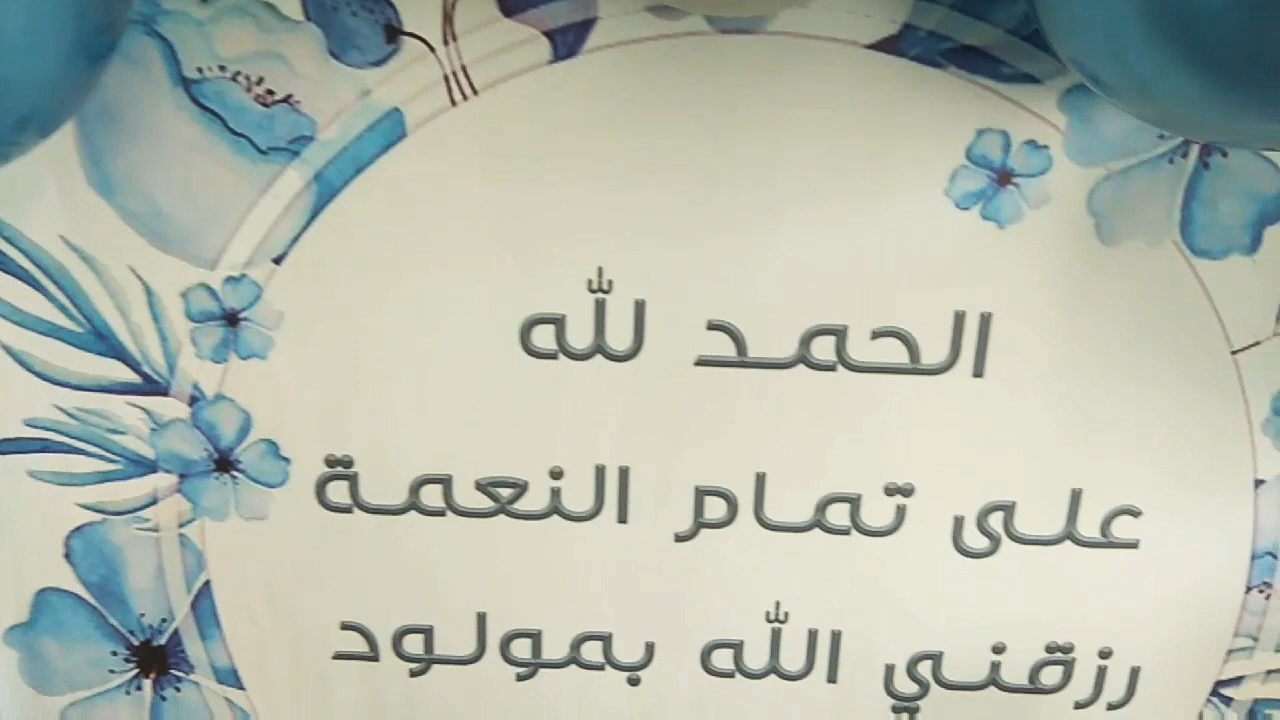 الحمد لله
على تمام النعمة
رزقني الله بمولود